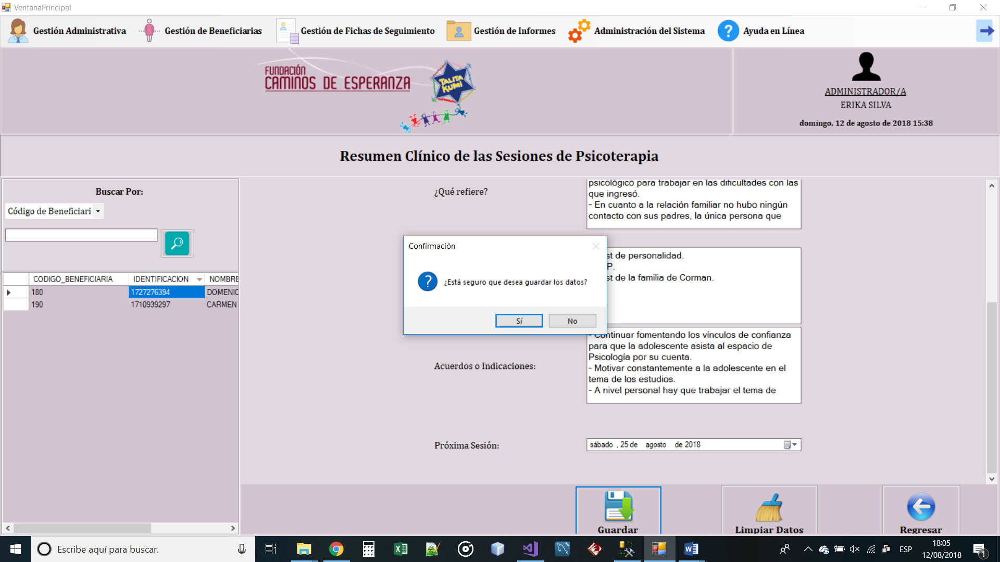 VentanaPrincipal
Gestión Administrativa
Gestión de Beneficiarias
Gestión de Fichas de Seguimiento
Gestión de Informes
Administración del Sistema
Ayuda en Línea
FUNDACIÓN
CAMINOS DE ESPERANZA
TALITA
KUMI
ADMINISTRADOR/A
ERIKA SILVA
domingo, 12 de agosto de 2018 15:38
Resumen Clínico de las Sesiones de Psicoterapia
Buscar Por:
Código de Beneficiari
CODIGO_BENEFICIARIA IDENTIFICACION NOMBRE
180 1727276394 DOMENIC
190 1710939297 CARMEN
¿Qué refiere?
psicológico para trabajar en las dificultades con las
que ingresó.
- En cuanto a la relación familiar no hubo ningún
contacto con sus padres, la única persona que
Confirmación
¿Está seguro que desea guardar los datos?
Sí
No
st de personalidad.
P.
st de la familia de Corman.
Acuerdos o Indicaciones:
- Continuar fomentando los vínculos de confianza
para que la adolescente asista al espacio de
Psicología por su cuenta.
- Motivar constantemente a la adolescente en el
tema de los estudios.
- A nivel personal hay que trabajar el tema de
Próxima Sesión:
sábado , 25 de agosto de 2018
Guardar
Limpiar Datos
Regresar
Escribe aquí para buscar.
ESP
18:05
12/08/2018
1